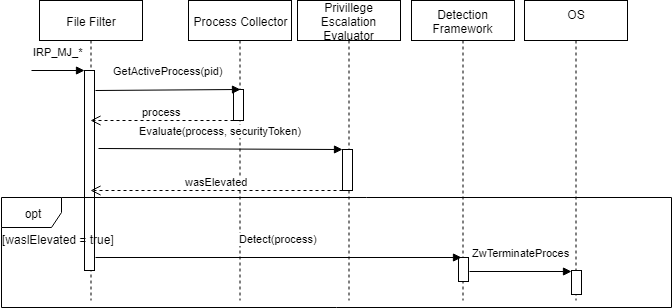 File Filter
Process Collector
Privillege
Escalation
Evaluator
Detection
Framework
OS
IRP_MJ_*
GetActiveProcess(pid)
process
Evaluate(process, securityToken)
wasElevated
opt
[waslElevated = true]
Detect(process)
ZwTerminateProces